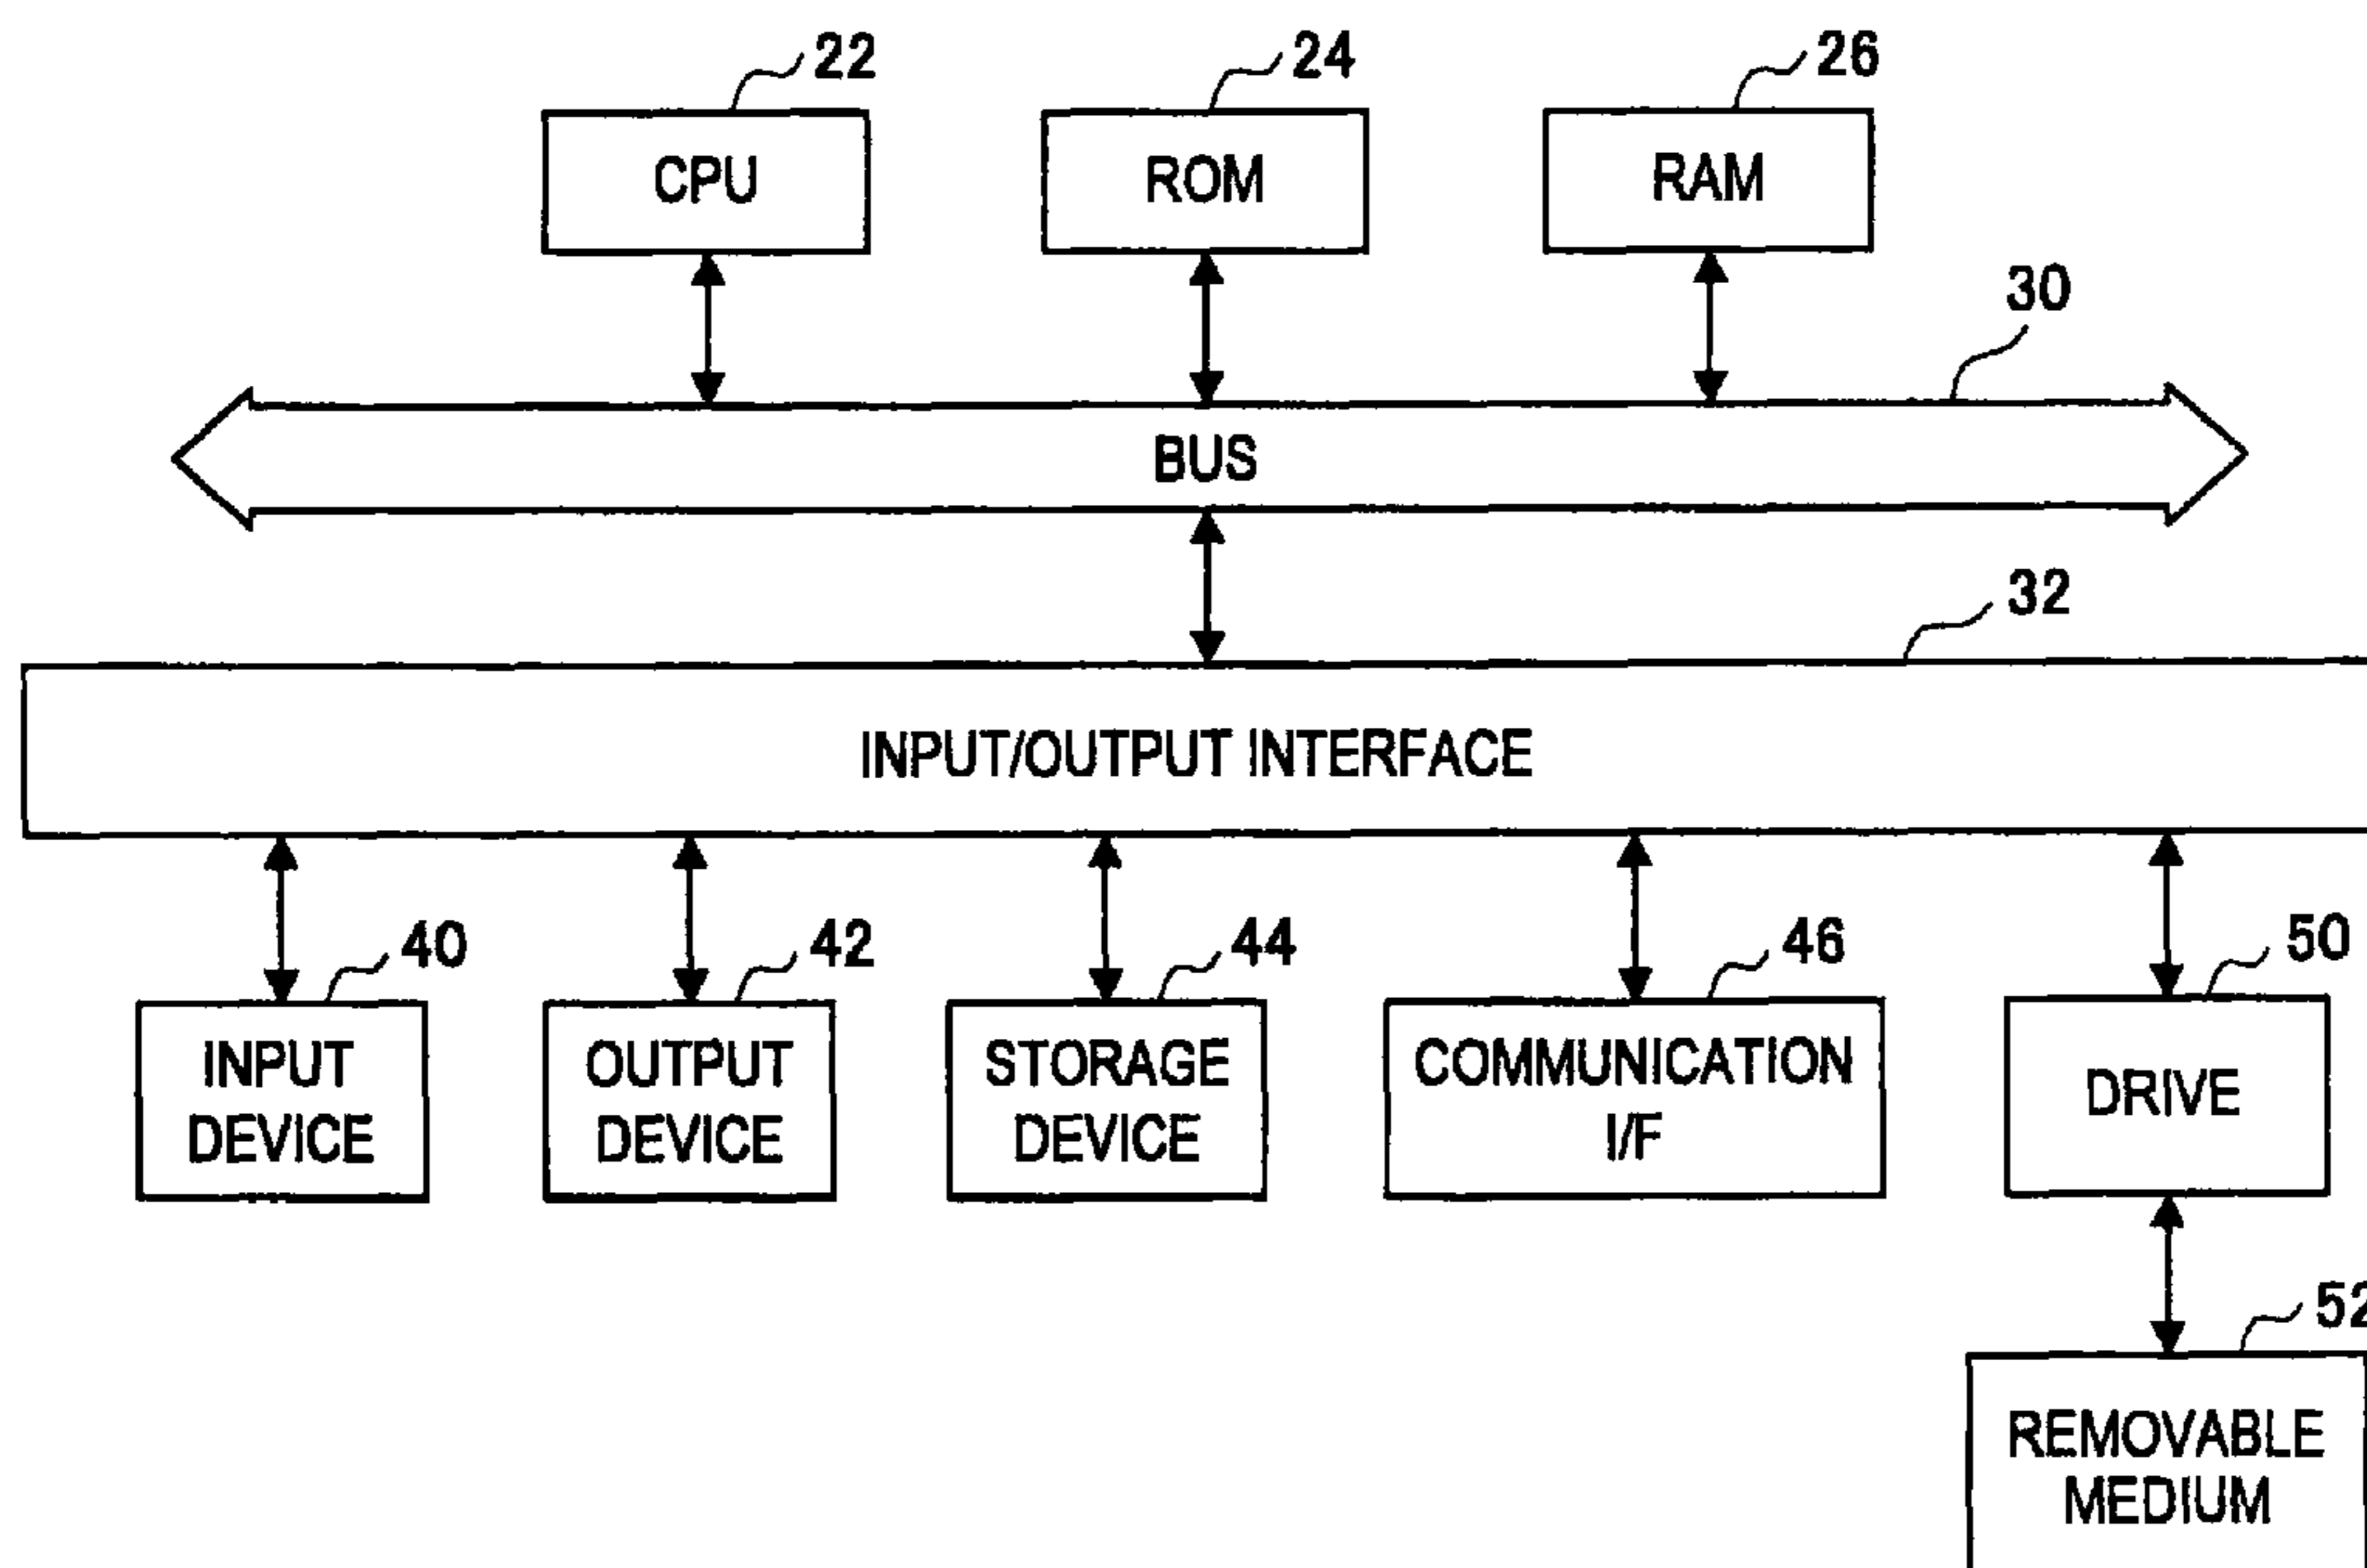 22
24
26
CPU
ROM
RAM
30
BUS
32
INPUT/OUTPUT INTERFACE
40
42
44
46
50
INPUT
DEVICE
OUTPUT
DEVICE
STORAGE
DEVICE
COMMUNICATION
I/F
DRIVE
52
REMOVABLE
MEDIUM